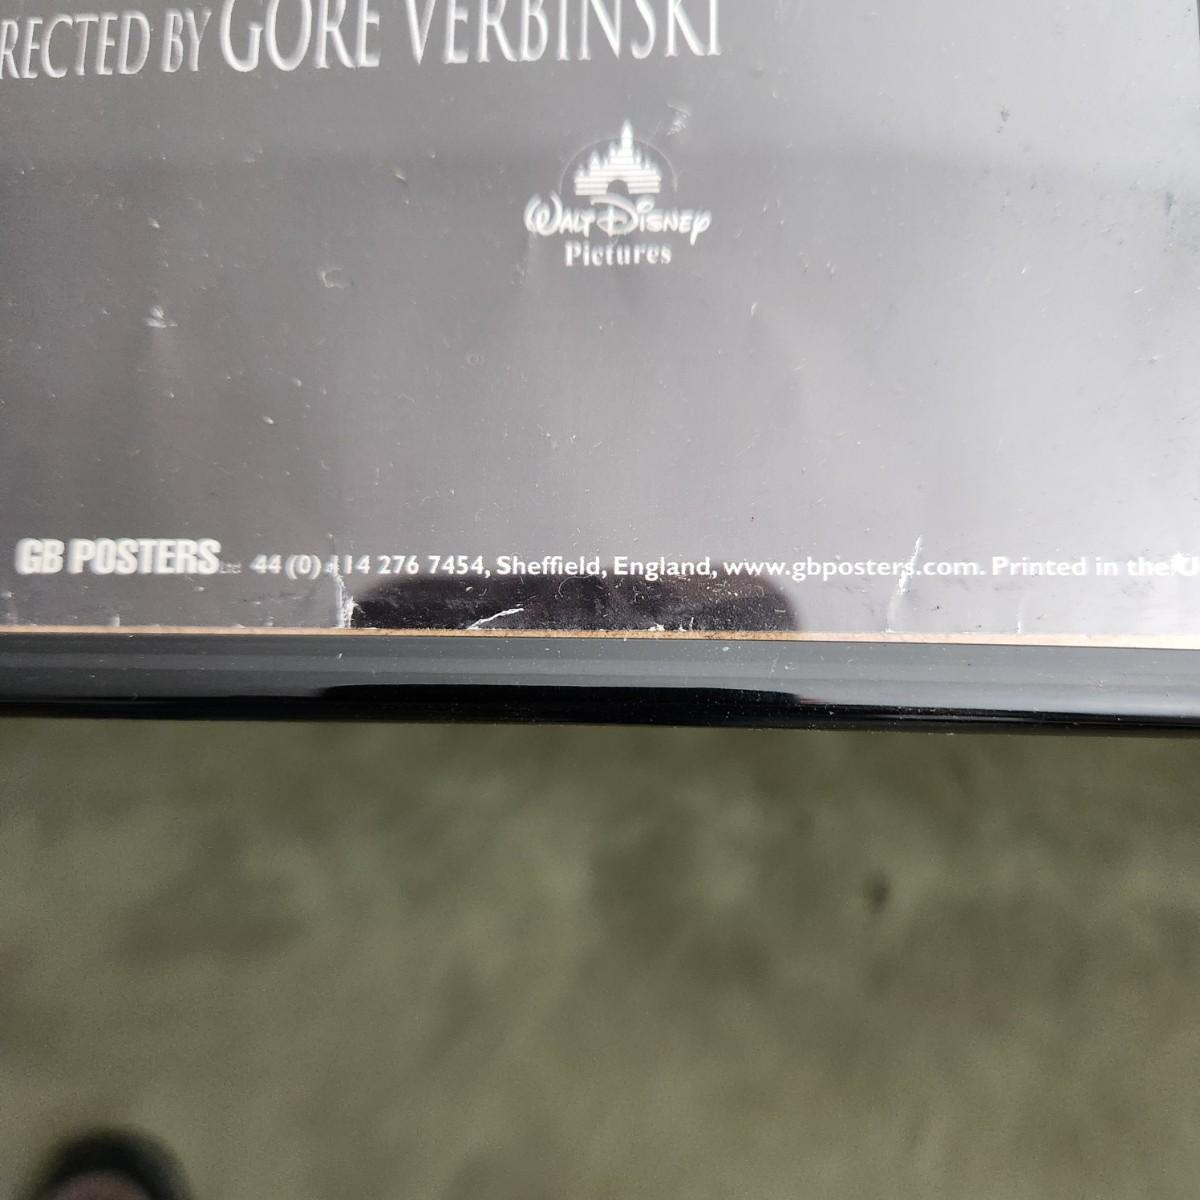 RECTED BY GORE VERBINSKI
WALT DISNEY
Pictures
GB POSTERS Ltd 44 (0) 114 276 7454, Sheffield, England, www.gbposters.com. Printed in the U